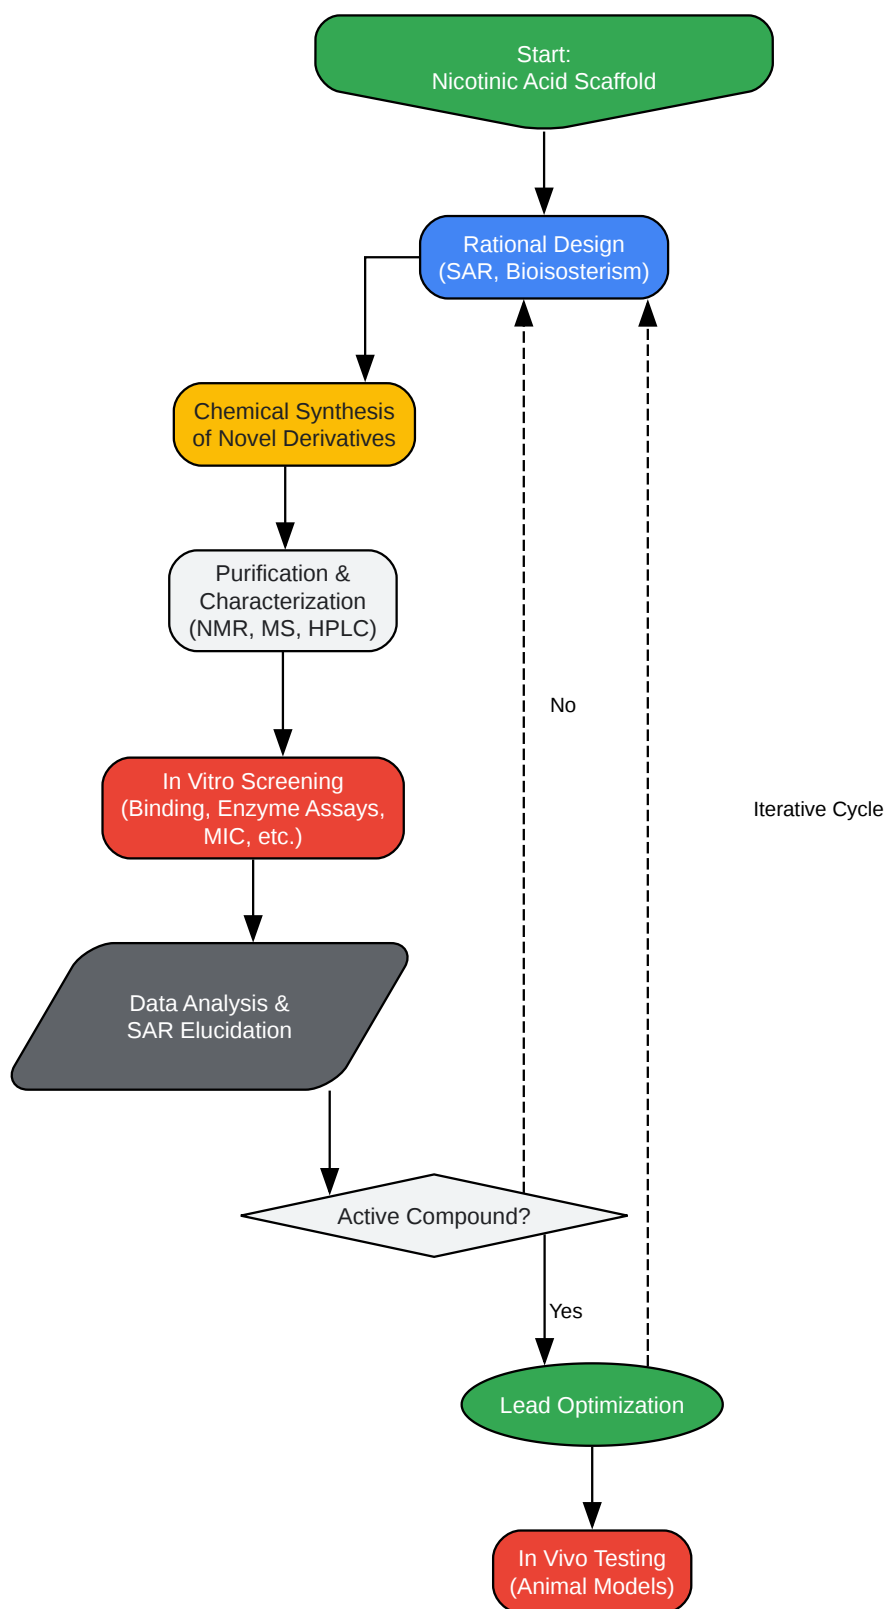 Start:
Nicotinic Acid Scaffold
Rational Design
(SAR, Bioisosterism)
Chemical Synthesis
of Novel Derivatives
Purification &
Characterization
(NMR, MS, HPLC)
No
In Vitro Screening
(Binding, Enzyme Assays,
MIC, etc.)
Iterative Cycle
Data Analysis &
SAR Elucidation
Active Compound?
Yes
Lead Optimization
In Vivo Testing
(Animal Models)